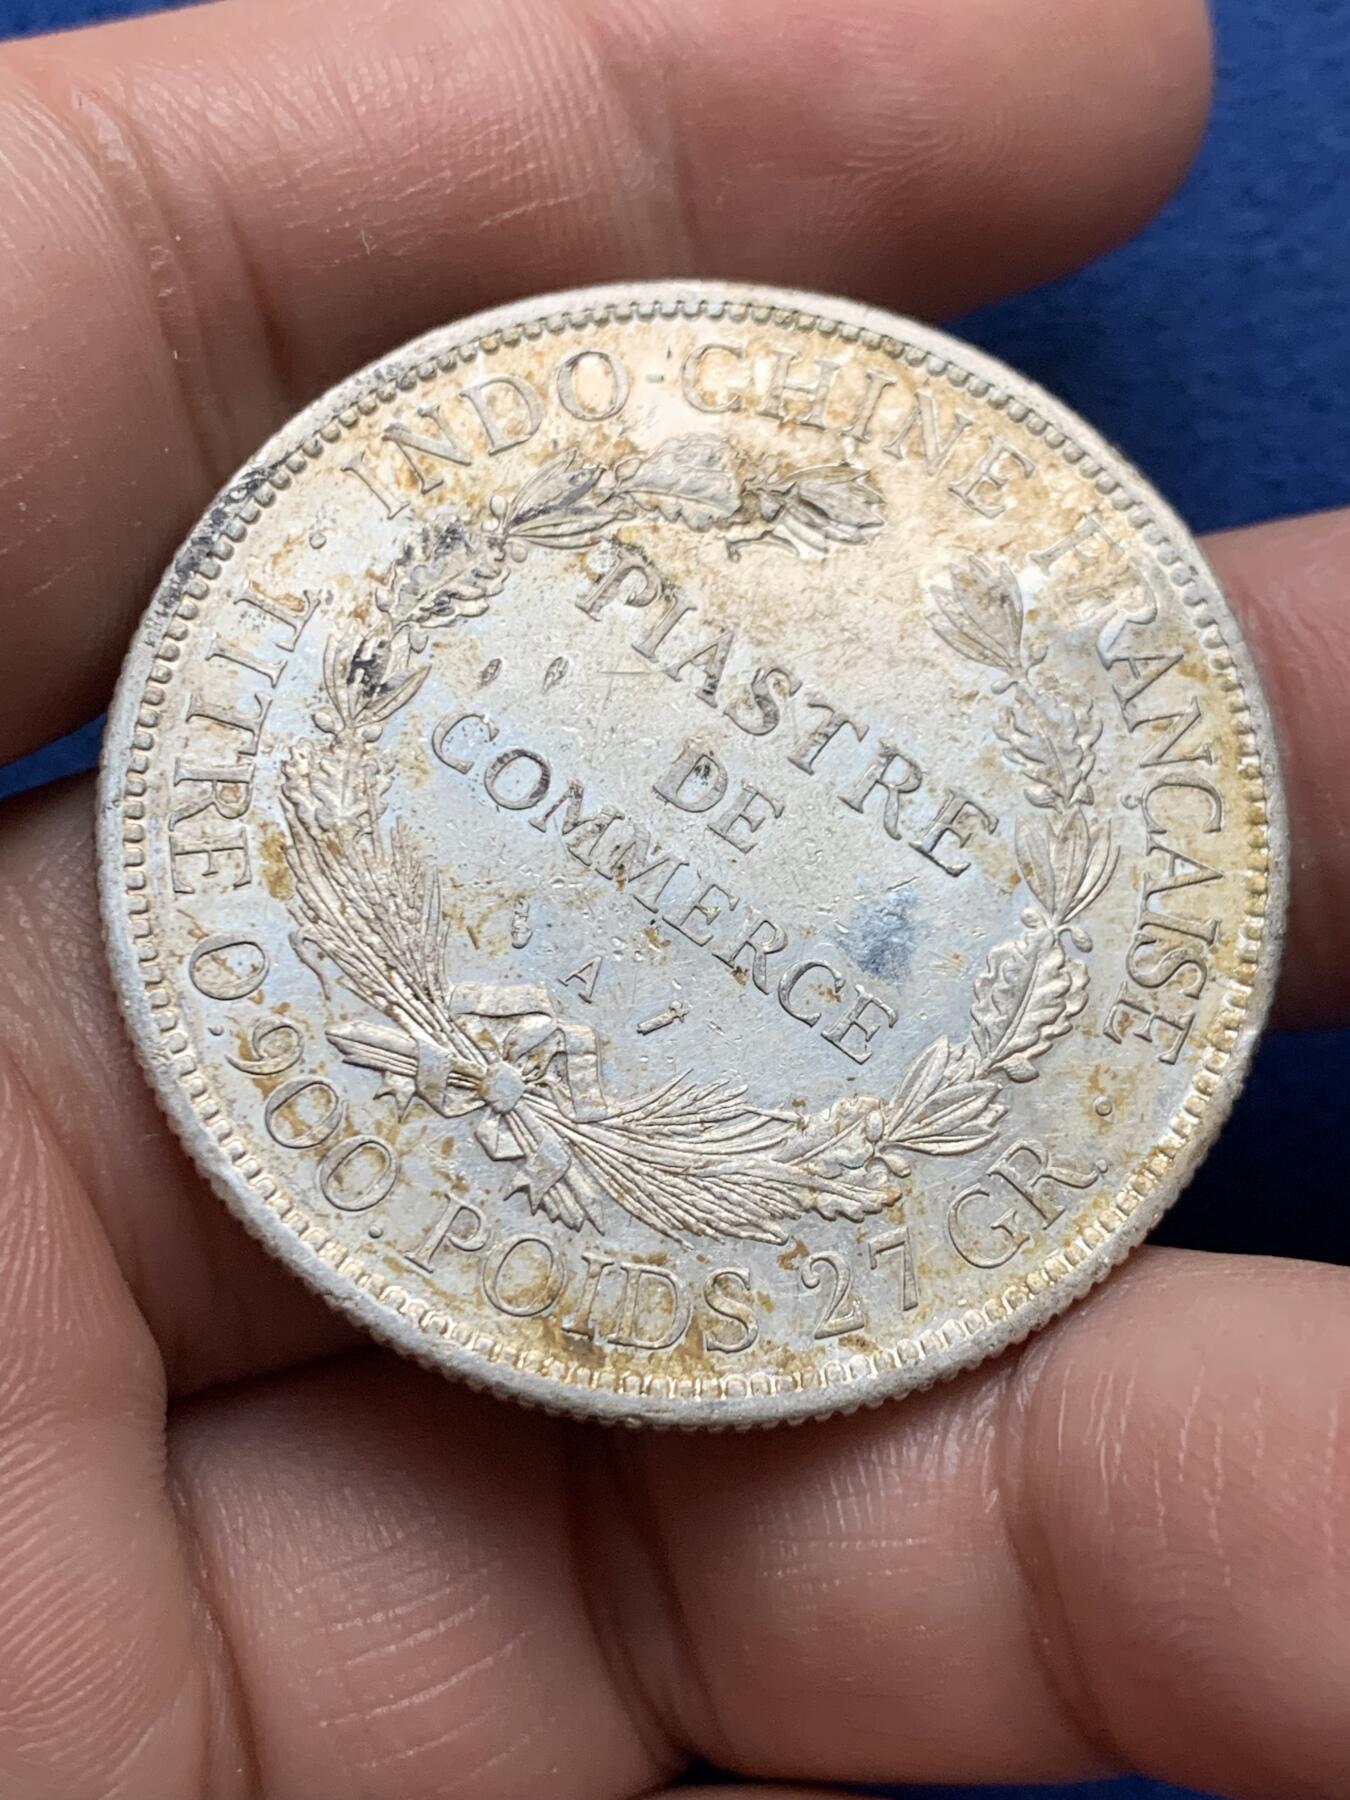 INDO-CHINE FRANÇAISE.
PIASTRE
DE
COMMERCE
A
. TITRE 0,900. POIDS 27 GR.